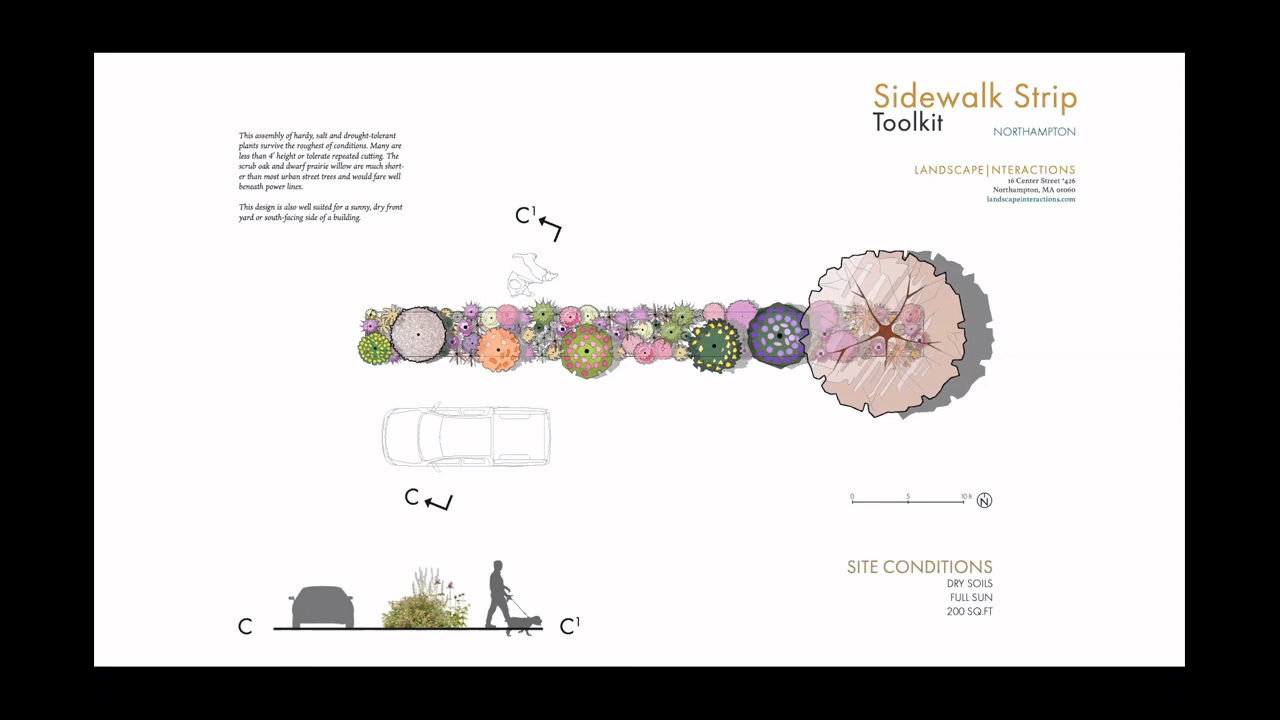 Sidewalk Strip
Toolkit
NORTHAMPTON
LANDSCAPE|NTERACTIONS
16 Center Street #426
Northampton, MA 01060
landscapeinteractions.com
This assembly of hardy, salt and drought-tolerant
plants survive the roughest of conditions. Many are
less than 4' height or tolerate repeated cutting. The
scrub oak and dwarf prairie willow are much short-
er than most urban street trees and would fare well
beneath power lines.
This design is also well suited for a sunny, dry front
yard or south-facing side of a building.
C¹
C
0 5 10 ft
N
SITE CONDITIONS
DRY SOILS
FULL SUN
200 SQ.FT
C C¹